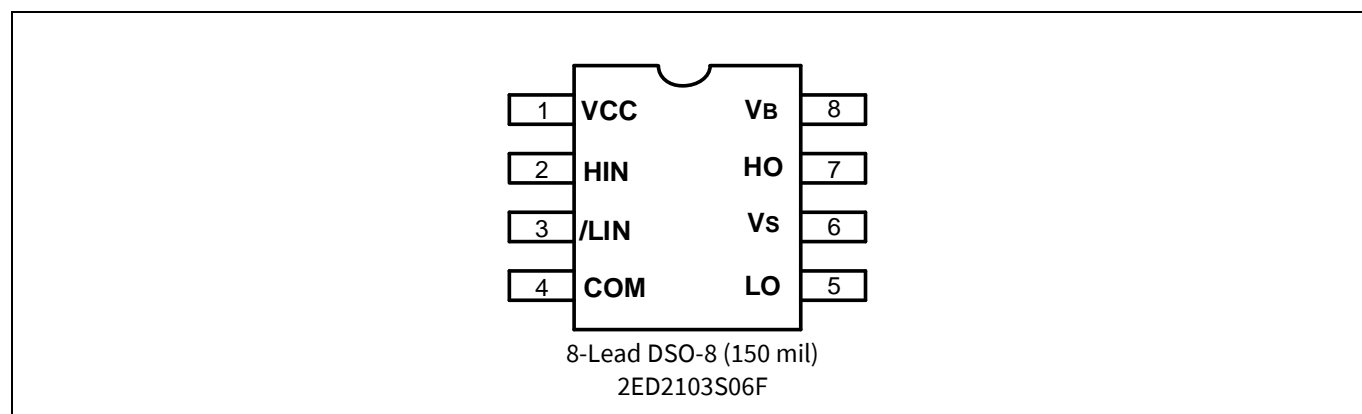 1 VCC VB 8
2 HIN HO 7
3 /LIN VS 6
4 COM LO 5
8-Lead DSO-8 (150 mil)
2ED2103S06F